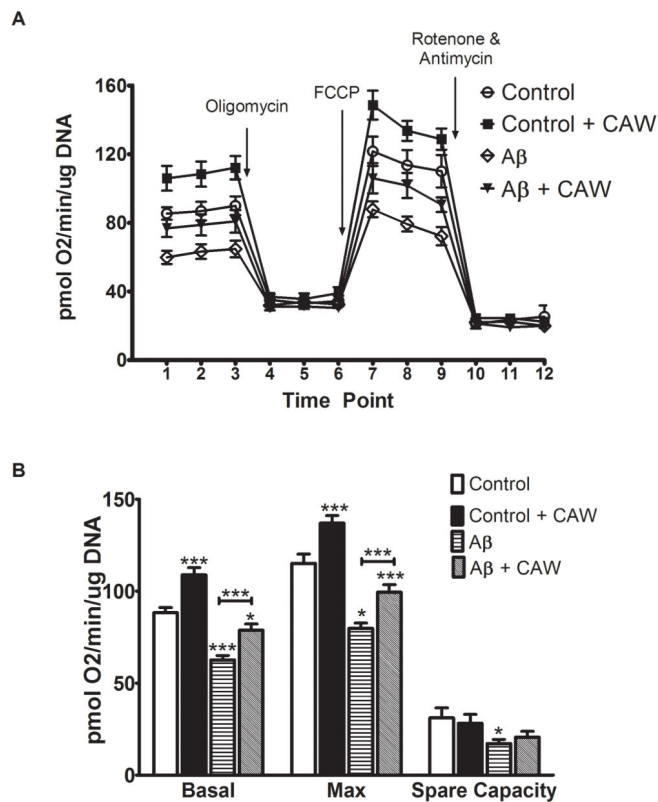 A
Rotenone &
Antimycin
FCCP
Oligomycin
Control
Control + CAW
Aβ
Aβ + CAW
pmol O2/min/ug DNA
160
120
80
40
0
1 2 3 4 5 6 7 8 9 10 11 12
Time Point
B
Control
Control + CAW
Aβ
Aβ + CAW
pmol O2/min/ug DNA
150
100
50
0
***
***
***
*
***
***
***
*
*
Basal Max Spare Capacity